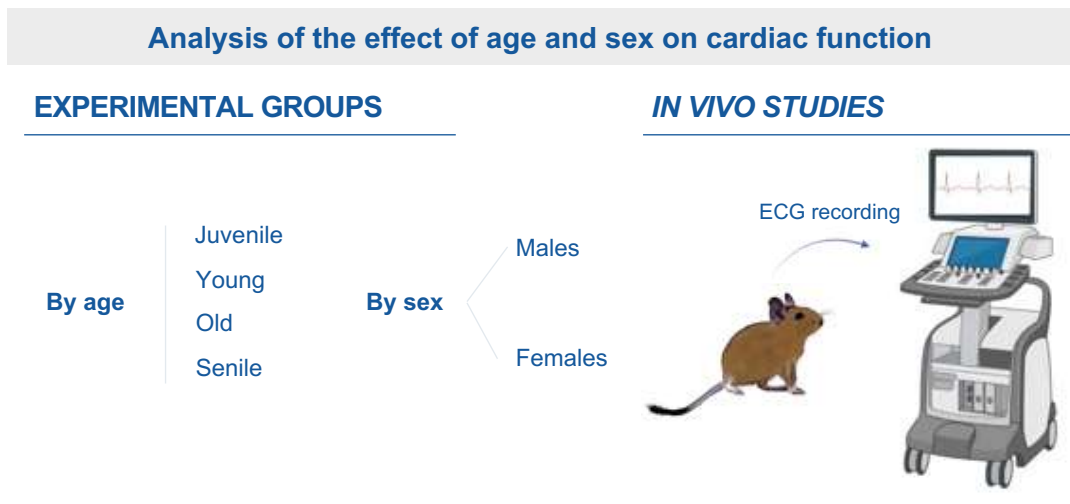 Analysis of the effect of age and sex on cardiac function
EXPERIMENTAL GROUPS
IN VIVO STUDIES
By age
Juvenile
Young
Old
Senile
By sex
Males
Females
ECG recording